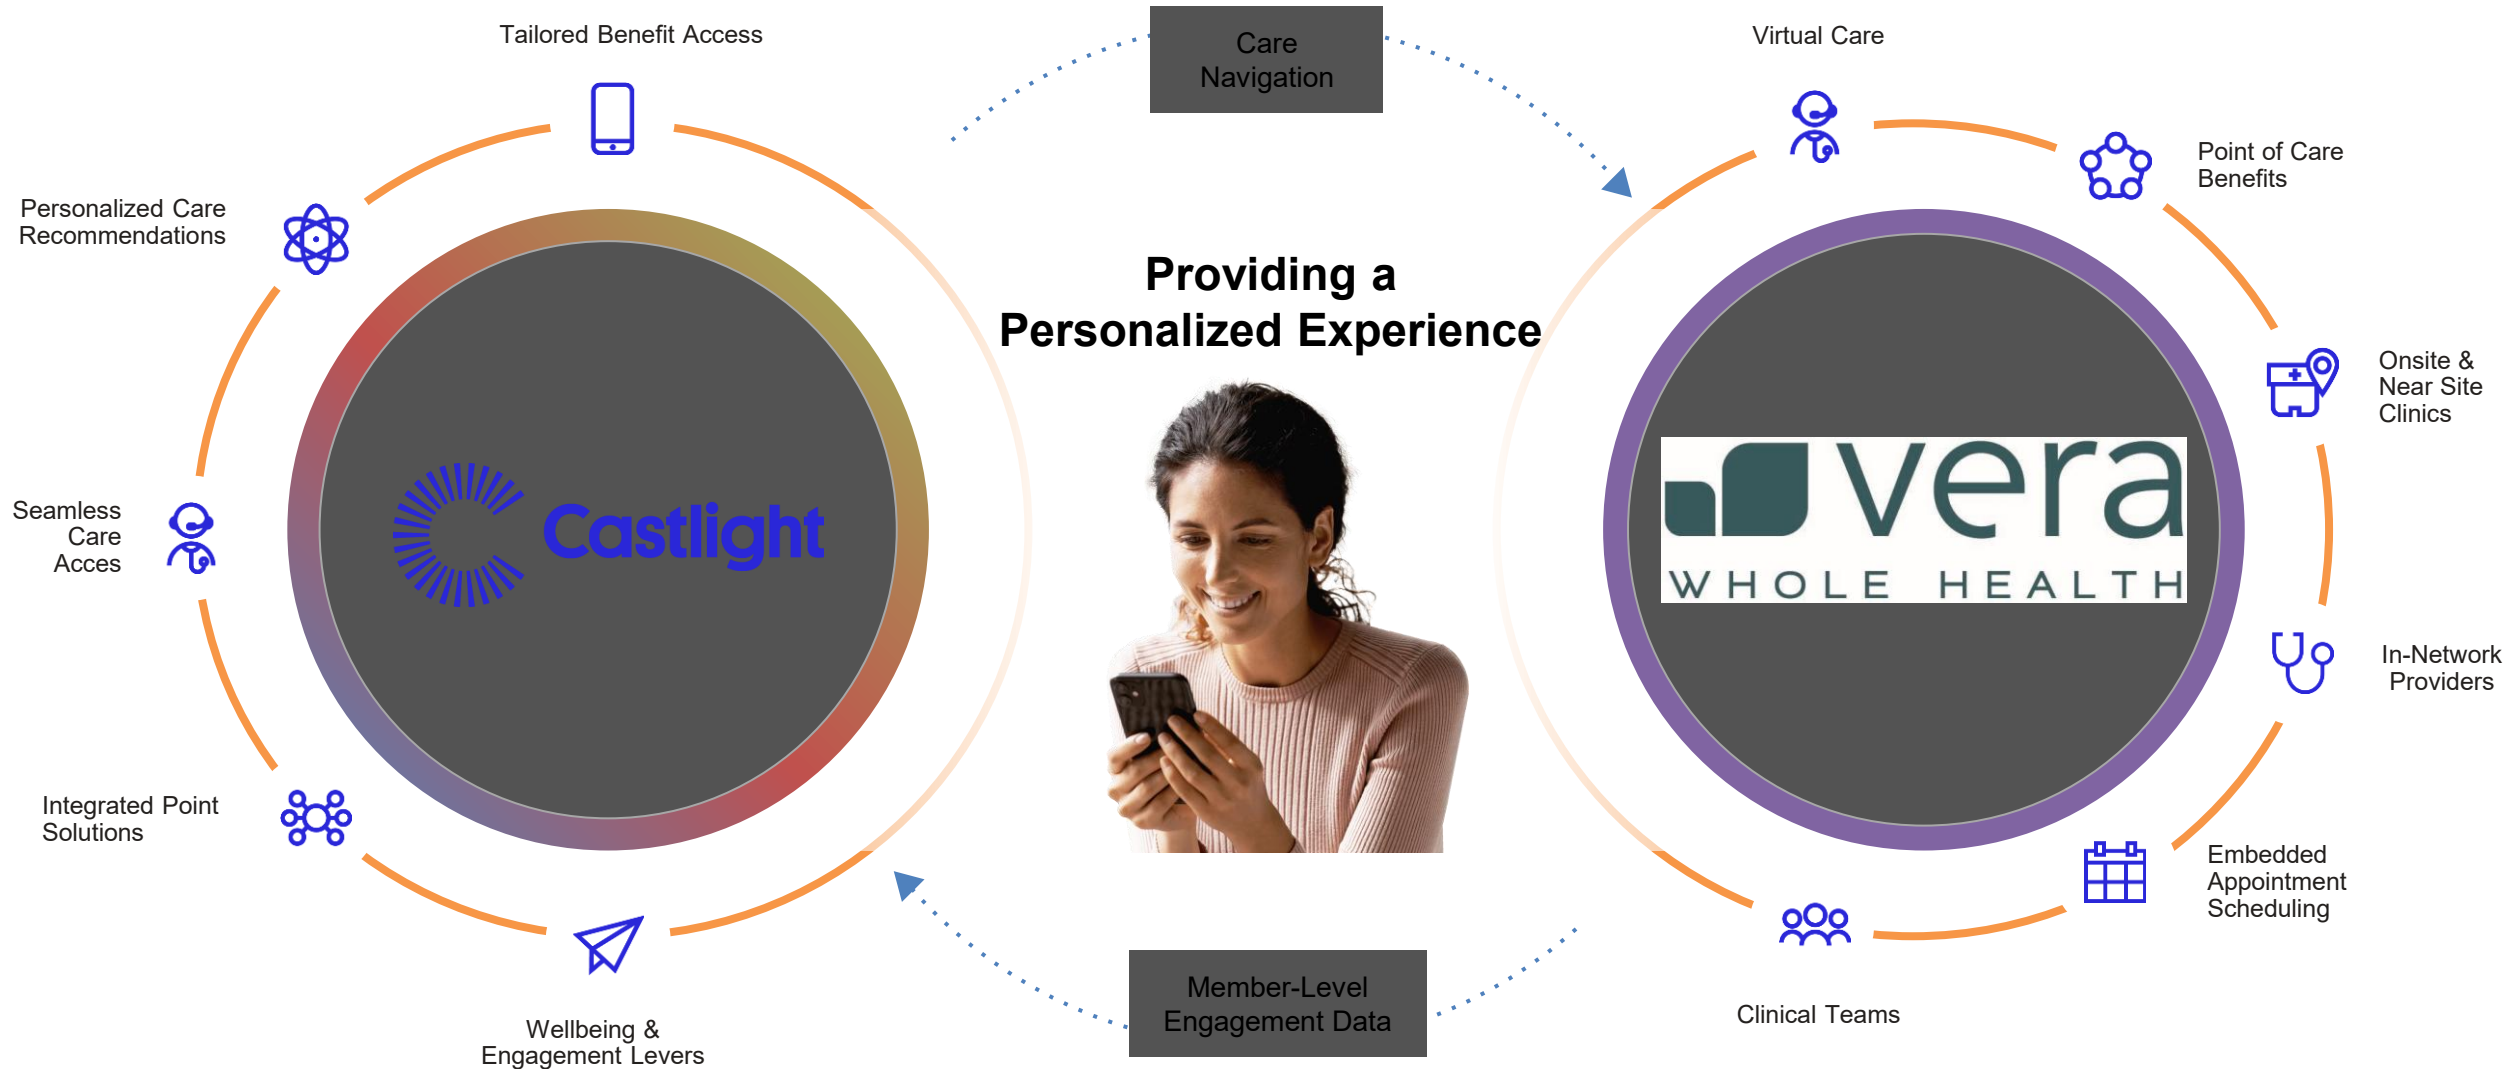 Tailored Benefit Access
Care
Navigation
Virtual Care
Point of Care
Benefits
Personalized Care
Recommendations
Providing a
Personalized Experience
Onsite &
Near Site
Clinics
Castlight
vera
WHOLE HEALTH
Seamless
Care
Acces
In-Network
Providers
Integrated Point
Solutions
Embedded
Appointment
Scheduling
Member-Level
Engagement Data
Clinical Teams
Wellbeing &
Engagement Levers